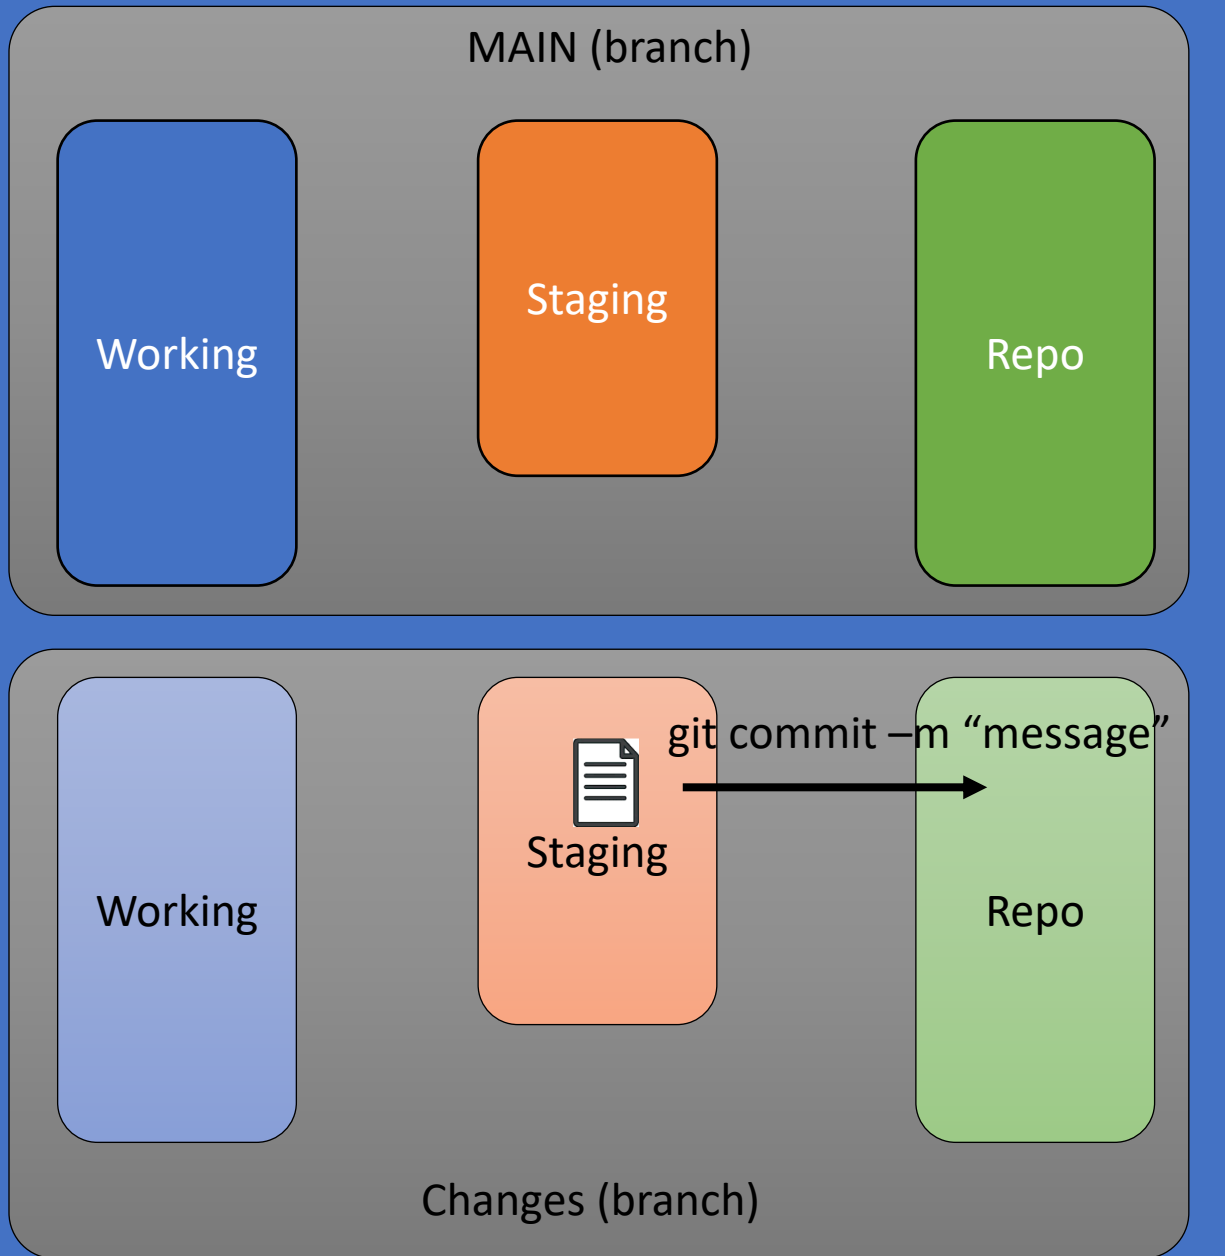 MAIN (branch)
Working
Staging
Repo
git commit –m “message”
Staging
Working
Repo
Changes (branch)